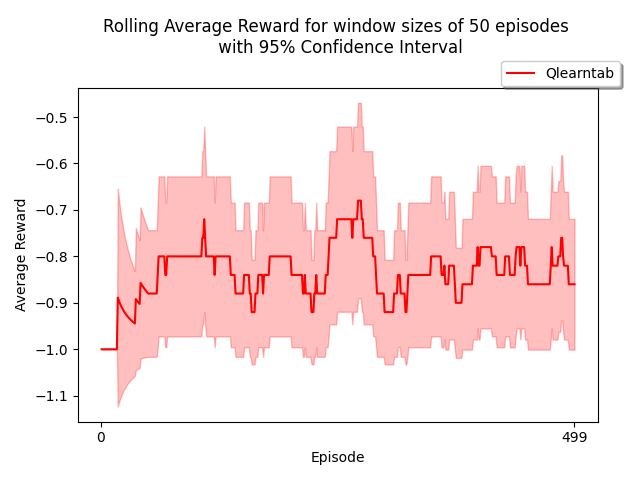 Rolling Average Reward for window sizes of 50 episodes
with 95% Confidence Interval
Qlearntab
−0.5
−0.6
−0.7
−0.8
−0.9
−1.0
−1.1
Average Reward
0
499
Episode